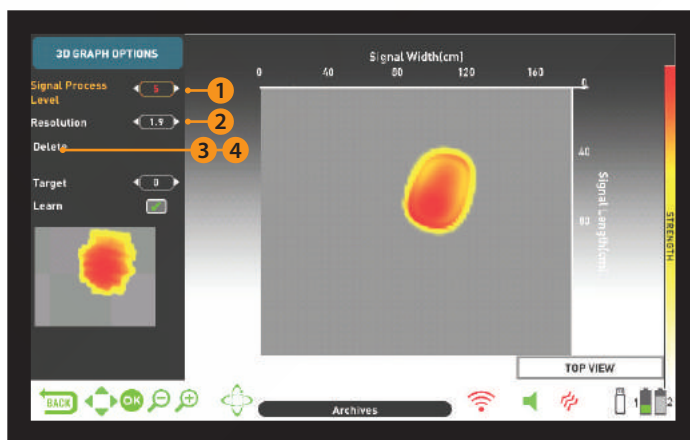 3D GRAPH OPTIONS
Signal Process
Level
5
1
Resolution
1.9
2
Delete
3
4
Target
0
Learn
Signal Width(cm)
0 40 80 120 160
0
40
80
Signal Length(cm)
STRENGTH
TOP VIEW
BACK
OK
Archives
1
2